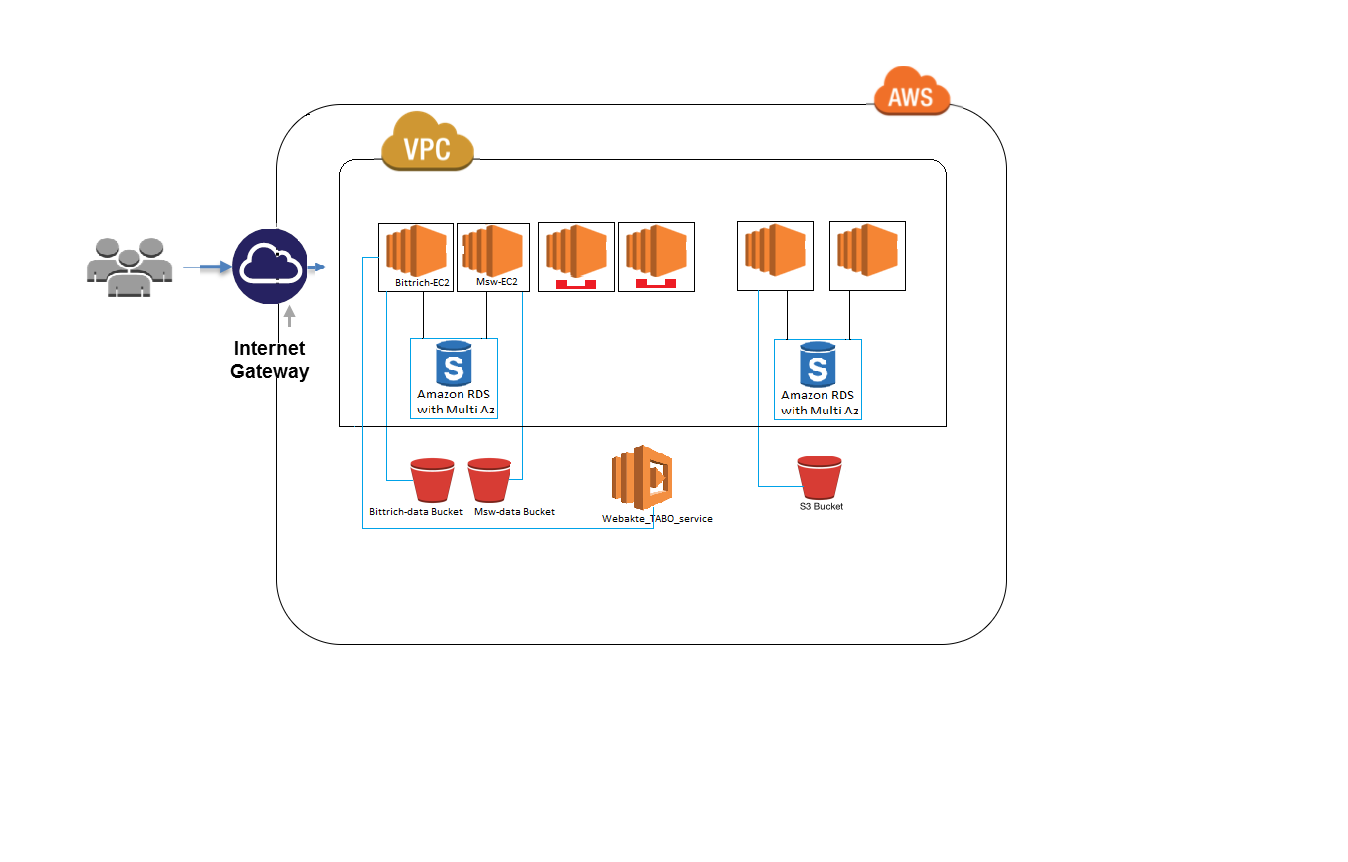 AWS
VPC
Bittrich-EC2
Msw-EC2
Internet
Gateway
S
Amazon RDS
with Multi Az
S
Amazon RDS
with Multi Az
Bittrich-data Bucket
Msw-data Bucket
Webakte_TABO_service
S3 Bucket